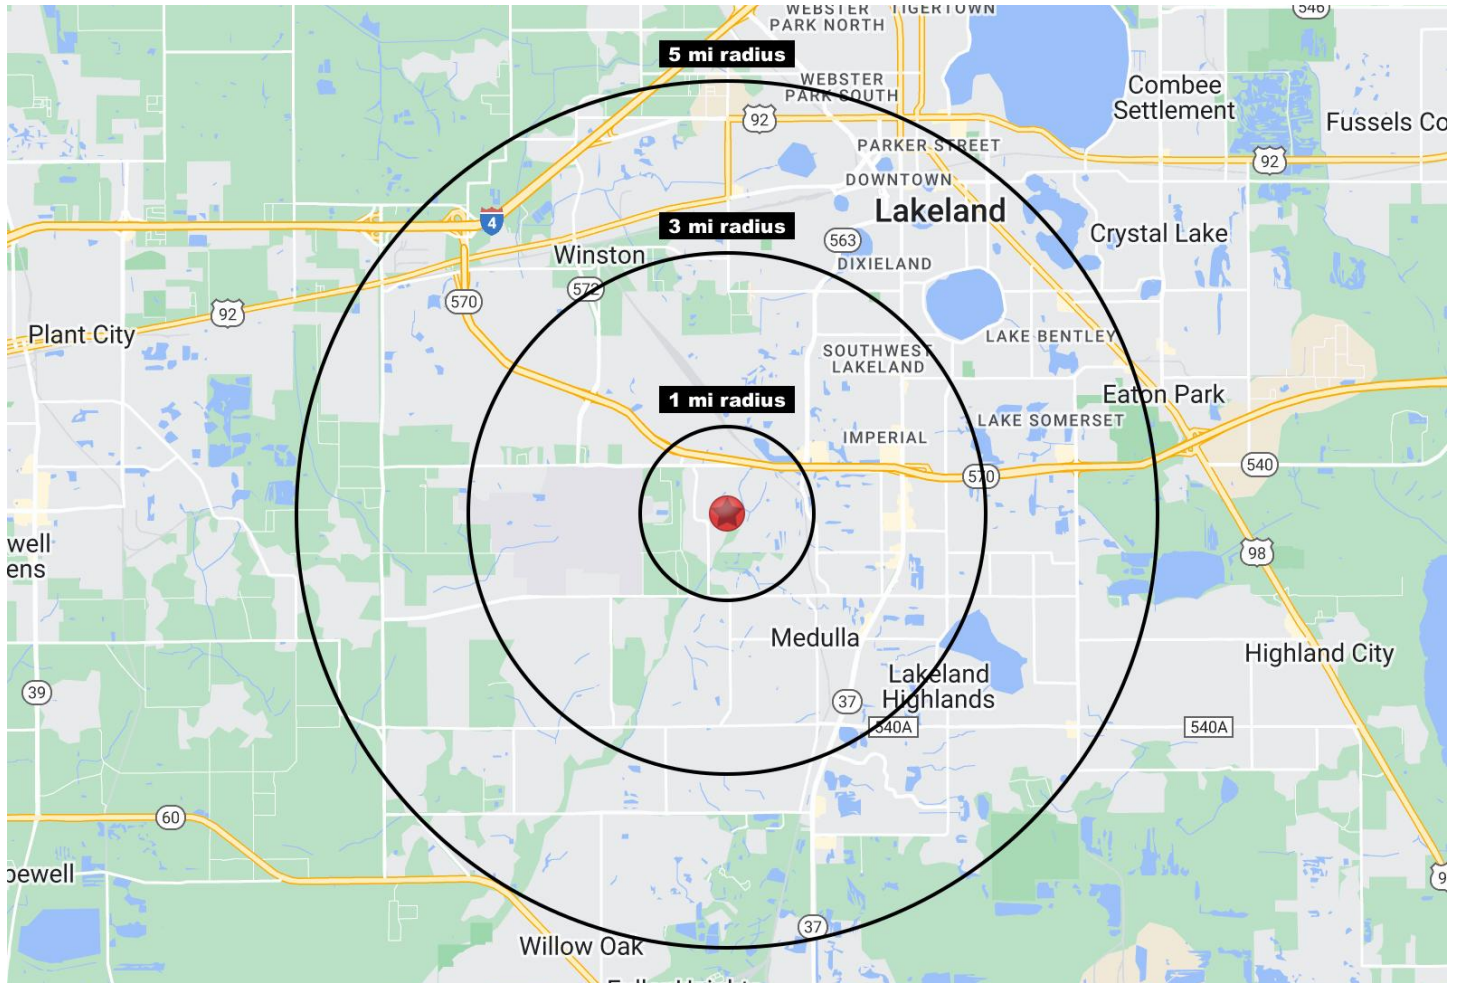 WEBSTER
PARK NORTH
TIGERTOWN
546
5 mi radius
WEBSTER
PARK SOUTH
Combee
Settlement
92
Fussels Co
PARKER STREET
92
DOWNTOWN
Lakeland
4
3 mi radius
563
Crystal Lake
Winston
DIXIELAND
572
570
92
Plant City
LAKE BENTLEY
SOUTHWEST
LAKELAND
1 mi radius
Eaton Park
LAKE SOMERSET
IMPERIAL
570
540
well
ens
98
Medulla
Highland City
Lakeland
Highlands
39
37
540A
540A
60
pewell
9
37
Willow Oak